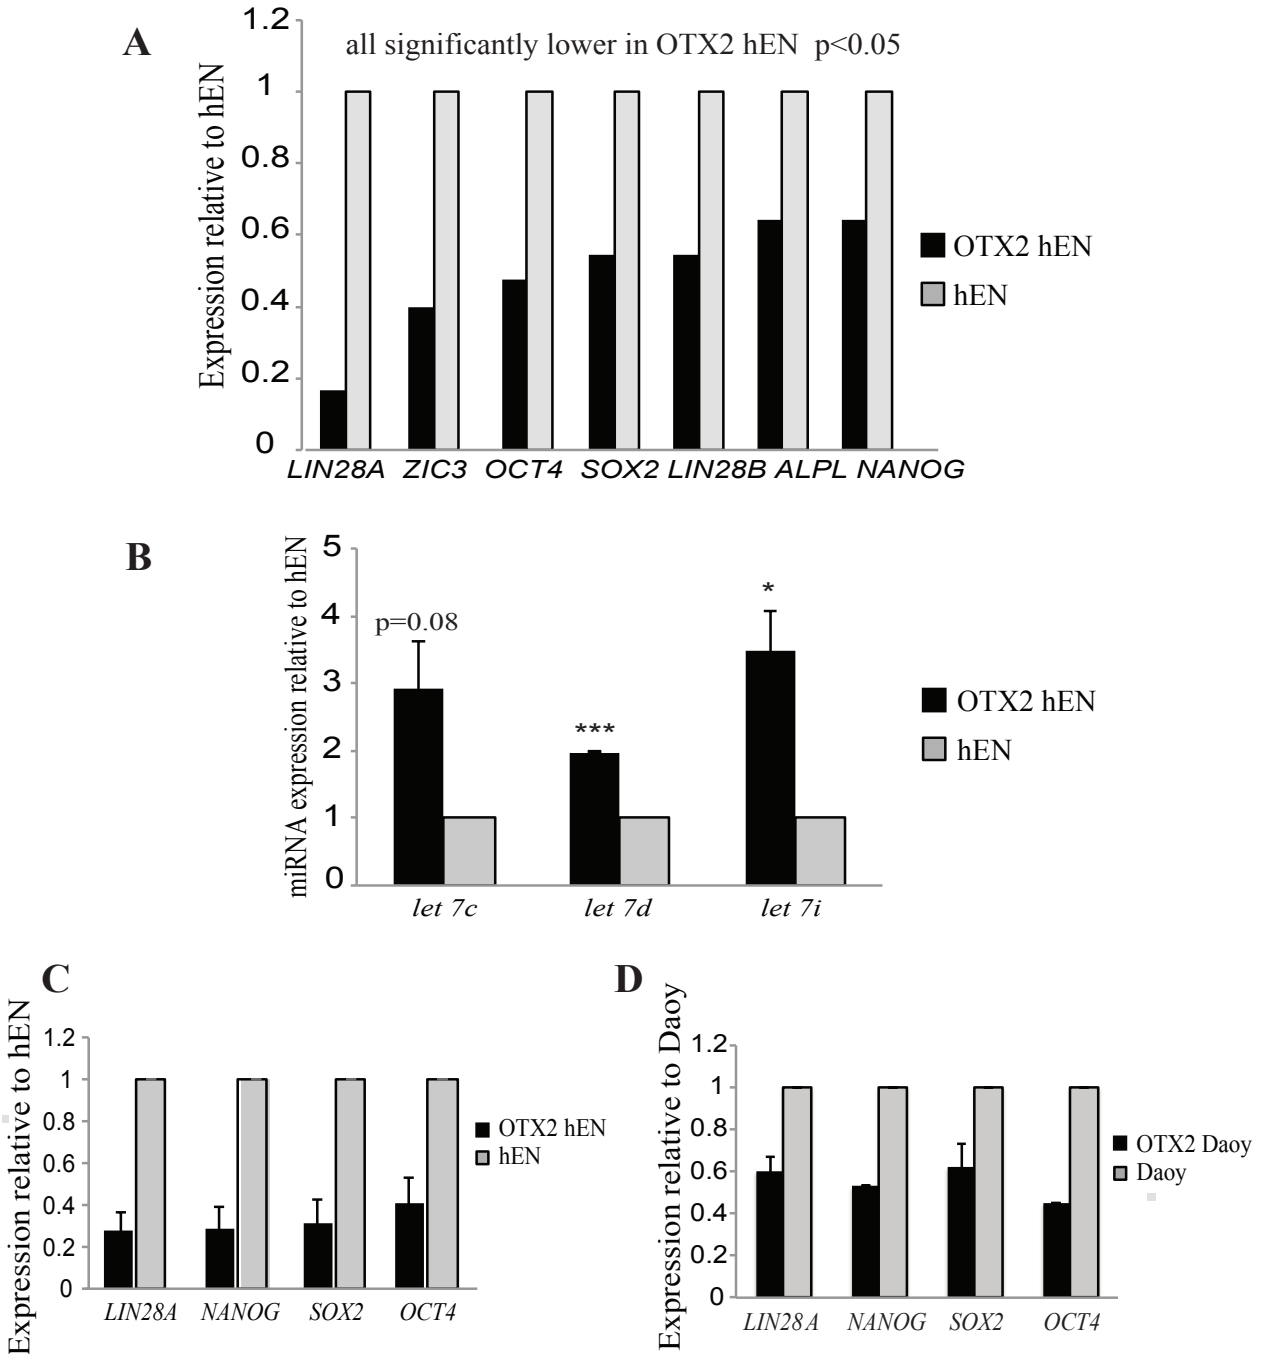 A
all significantly lower in OTX2 hEN p<0.05
Expression relative to hEN
1.2
1
0.8
0.6
0.4
0.2
0
LIN28A ZIC3 OCT4 SOX2 LIN28B ALPL NANOG
OTX2 hEN
hEN
B
miRNA expression relative to hEN
5
4
3
2
1
0
p=0.08
***
*
let 7c let 7d let 7i
OTX2 hEN
hEN
C
Expression relative to hEN
1.2
1
0.8
0.6
0.4
0.2
0
LIN28A NANOG SOX2 OCT4
OTX2 hEN
hEN
D
Expression relative to Daoy
1.2
1
0.8
0.6
0.4
0.2
0
LIN28A NANOG SOX2 OCT4
OTX2 Daoy
Daoy